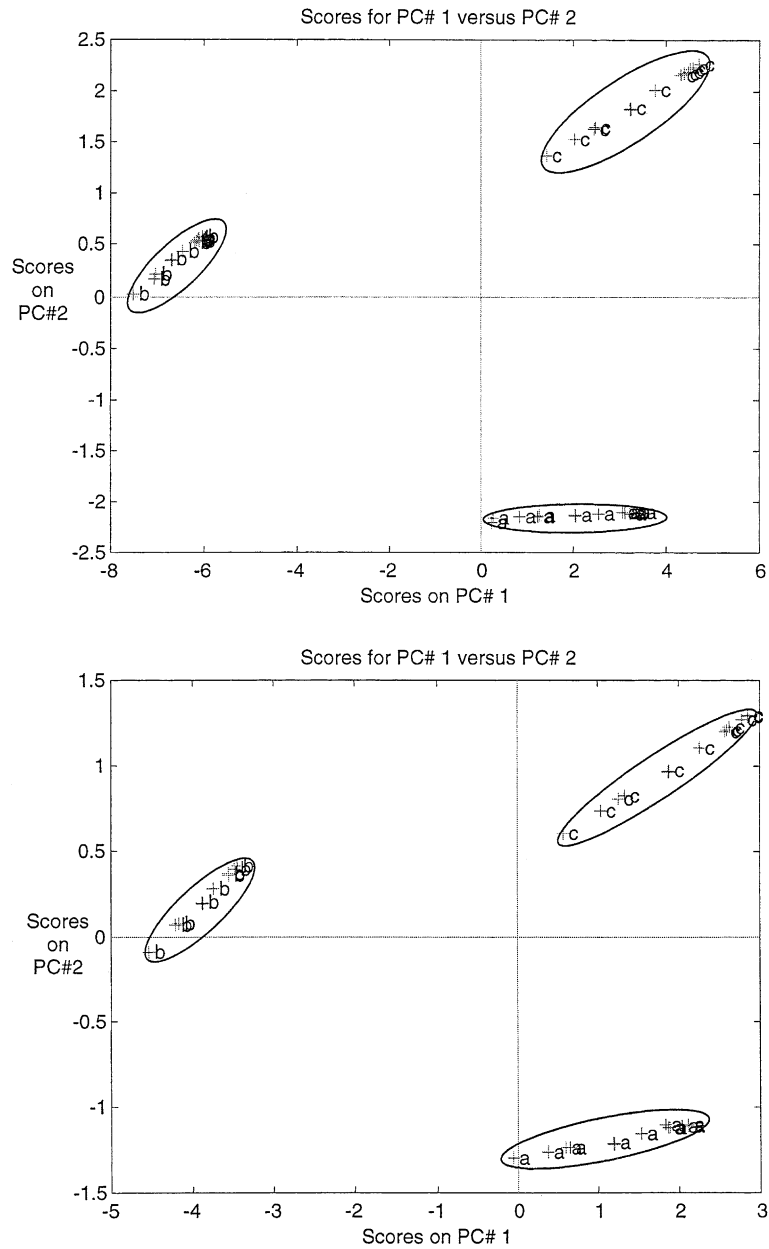 Scores for PC# 1 versus PC# 2
2.5
2
1.5
1
0.5
0
-0.5
-1
-1.5
-2
-2.5
Scores
on
PC#2
c
c
c
c
c
c
b
b
b
b
a
a
a
a
a
a
-8
-6
-4
-2
0
2
4
6
Scores on PC# 1
Scores for PC# 1 versus PC# 2
1.5
1
0.5
0
-0.5
-1
-1.5
Scores
on
PC#2
c
c
c
c
c
c
c
b
b
b
b
a
a
a
a
a
-5
-4
-3
-2
-1
0
1
2
3
Scores on PC# 1